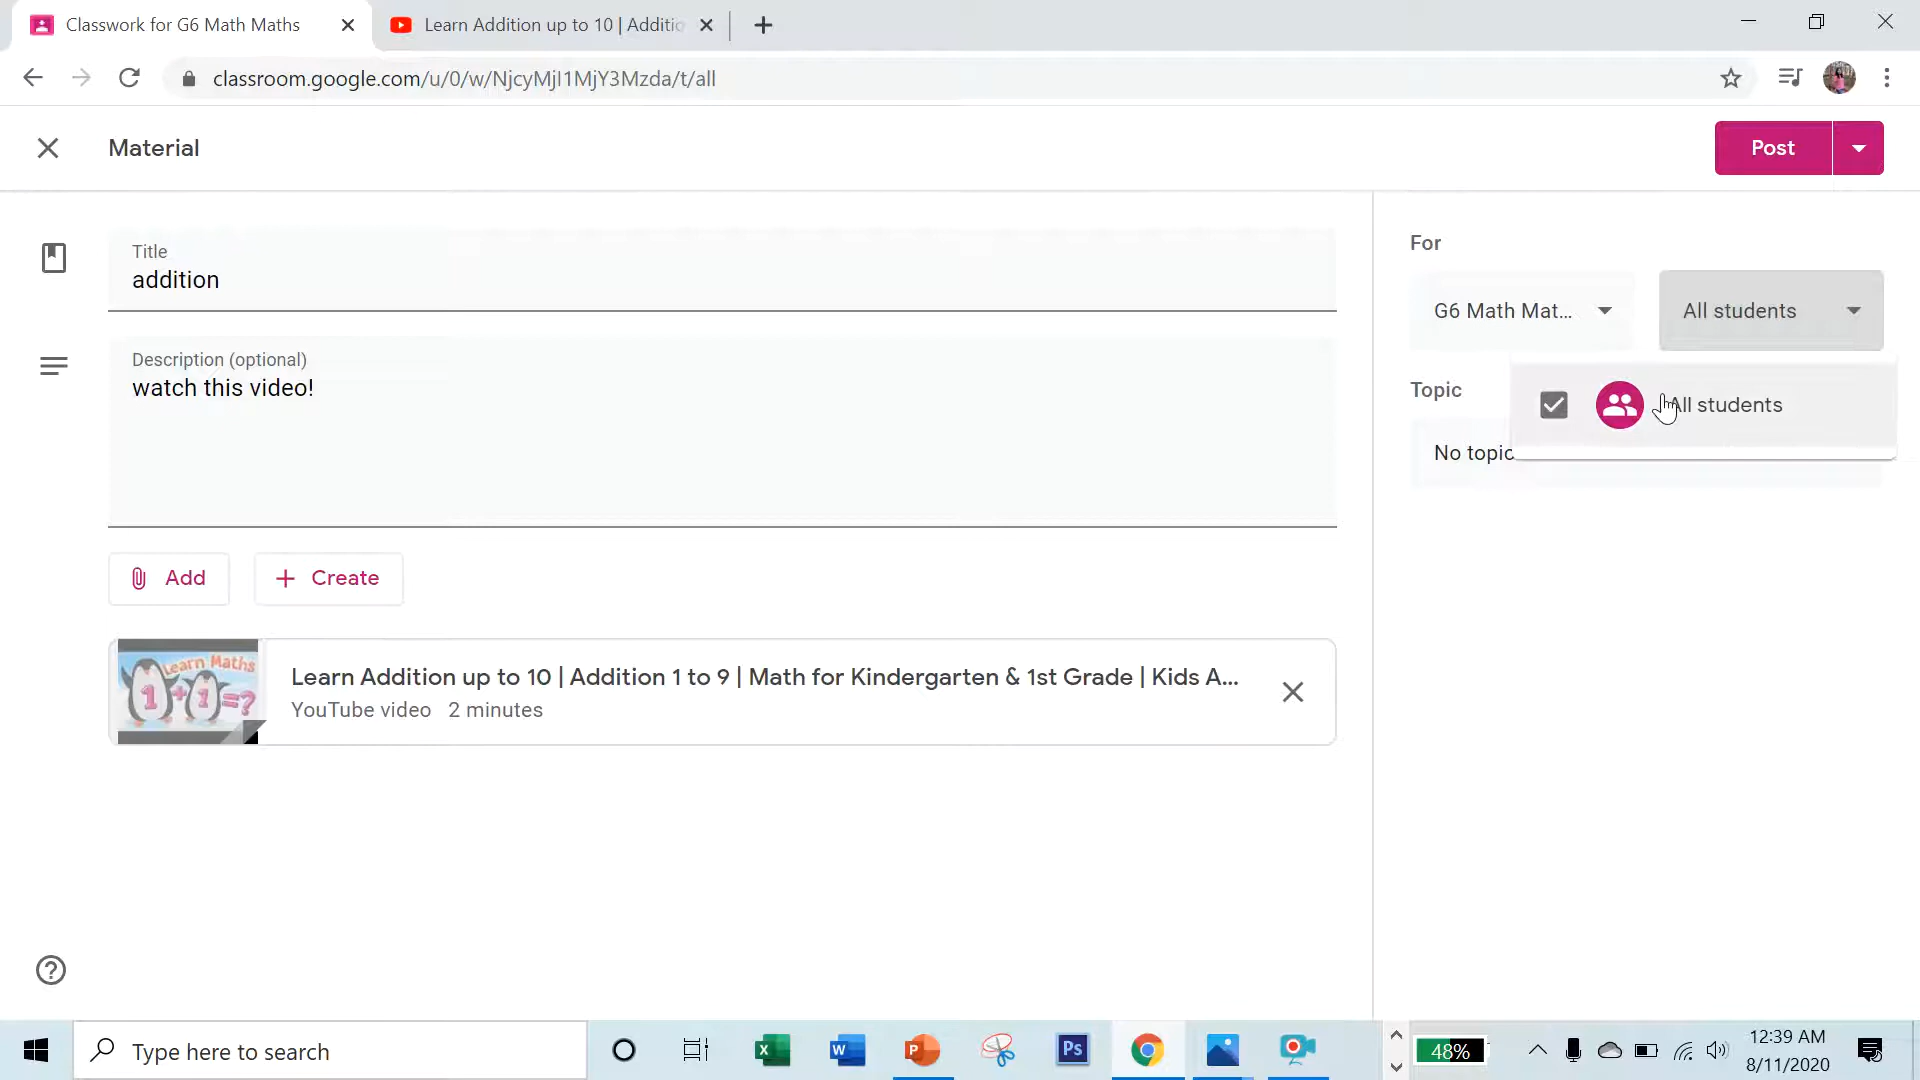 Classwork for G6 Math Maths
Learn Addition up to 10 | Additio
classroom.google.com/u/0/w/NjcyMjI1MjY3Mzda/t/all
Material
Post
Title
addition
Description (optional)
watch this video!
Add
Create
Learn Maths
1+1=?
Learn Addition up to 10 | Addition 1 to 9 | Math for Kindergarten & 1st Grade | Kids A...
YouTube video 2 minutes
For
G6 Math Mat...
All students
Topic
All students
No topic
Type here to search
Ps
48%
12:39 AM
8/11/2020